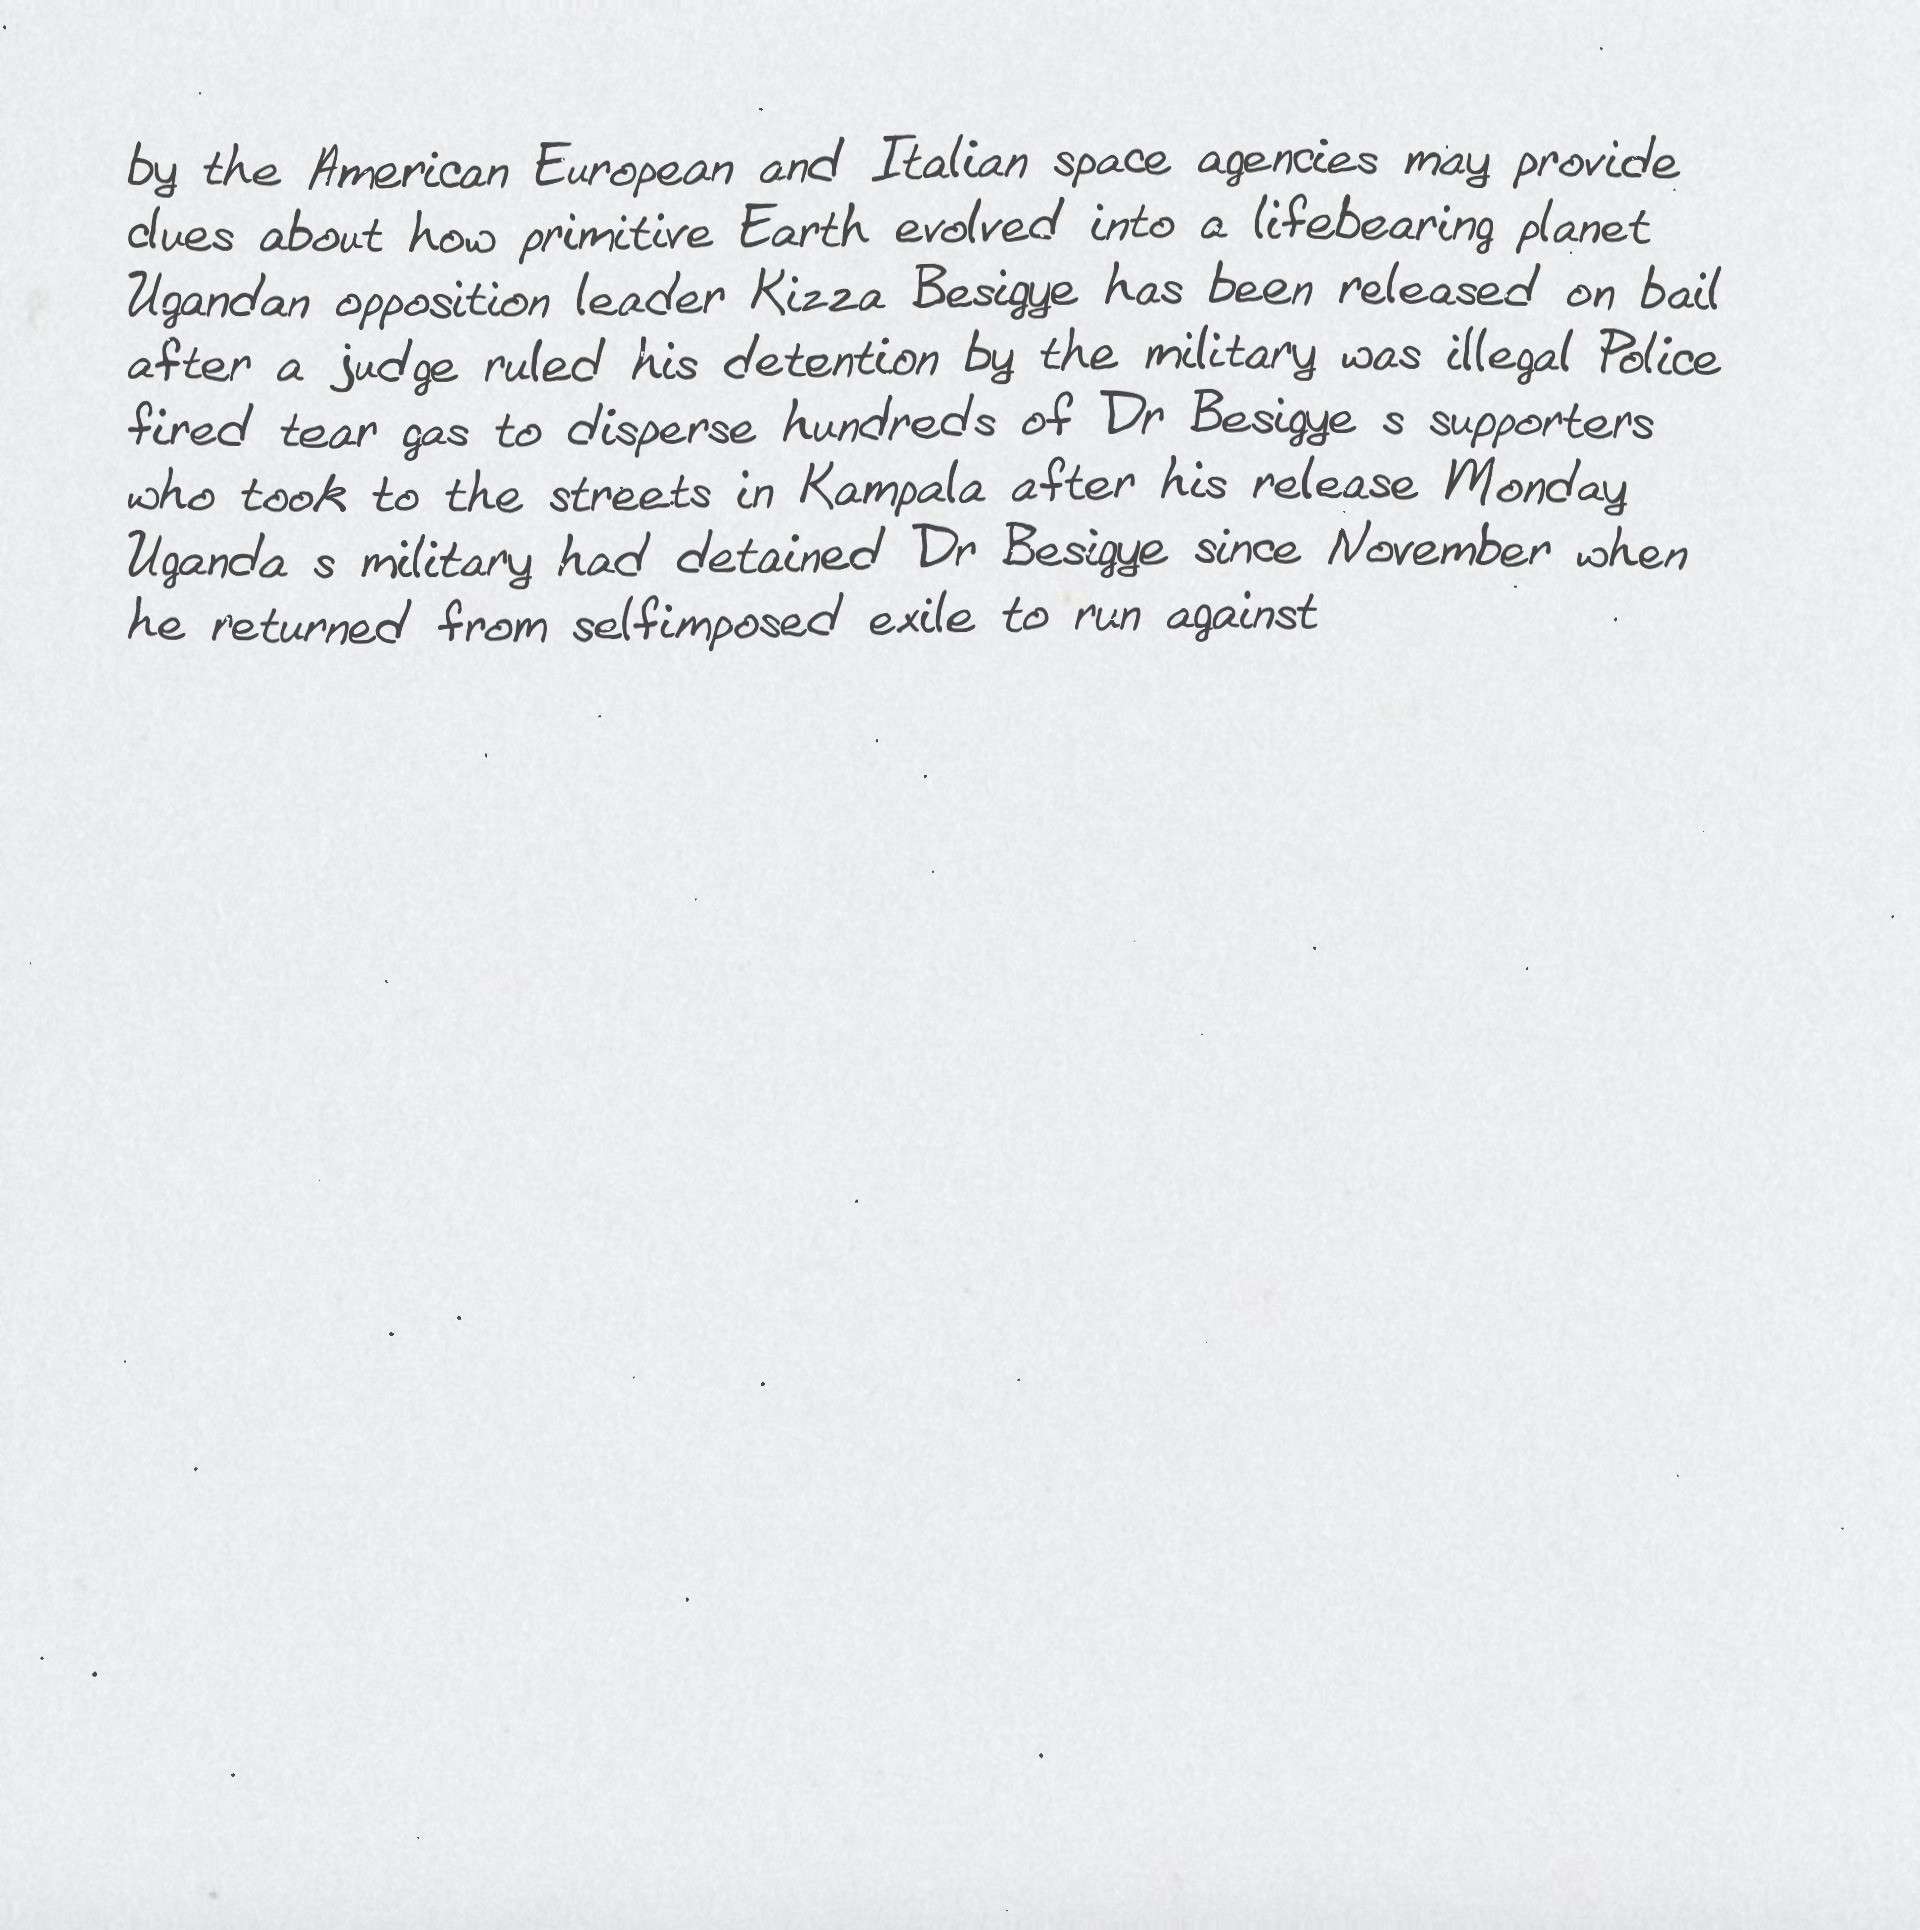 by the American European and Italian space agencies may provide
clues about how primitive Earth evolved into a lifebearing planet
Ugandan opposition leader Kizza Besigye has been released on bail
after a judge ruled his detention by the military was illegal Police
fired tear gas to disperse hundreds of Dr Besigye s supporters
who took to the streets in Kampala after his release Monday
Uganda s military had detained Dr Besigye since November when
he returned from selfimposed exile to run against